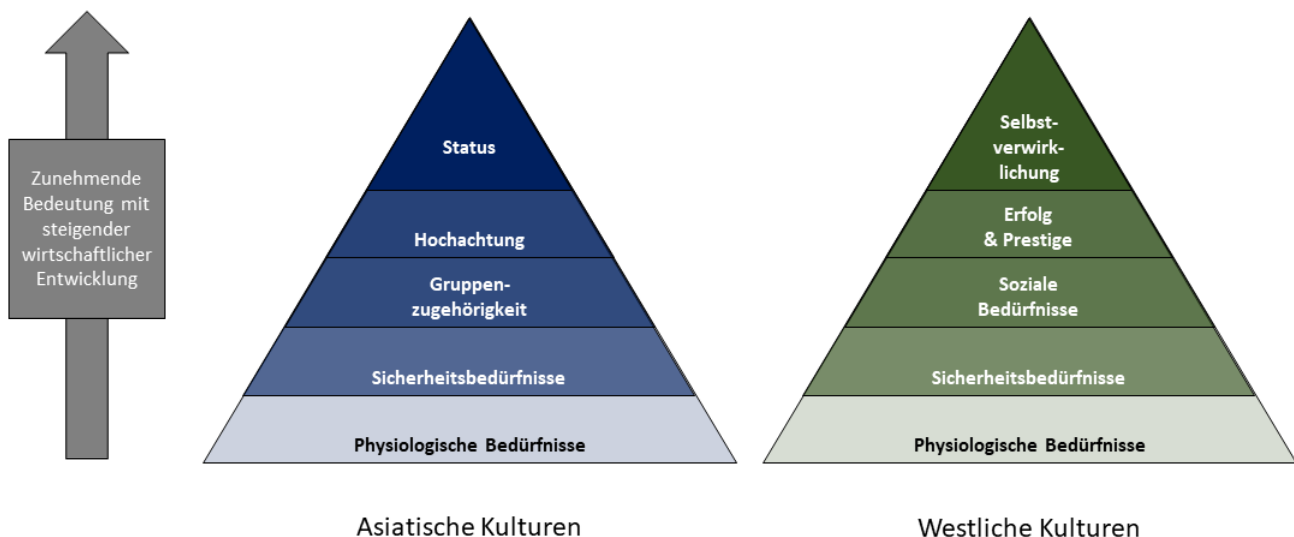 Zunehmende
Bedeutung mit
steigender
wirtschaftlicher
Entwicklung
Status
Hochachtung
Gruppen-
zugehörigkeit
Sicherheitsbedürfnisse
Physiologische Bedürfnisse
Asiatische Kulturen
Selbst-
verwirk-
lichung
Erfolg
& Prestige
Soziale
Bedürfnisse
Sicherheitsbedürfnisse
Physiologische Bedürfnisse
Westliche Kulturen